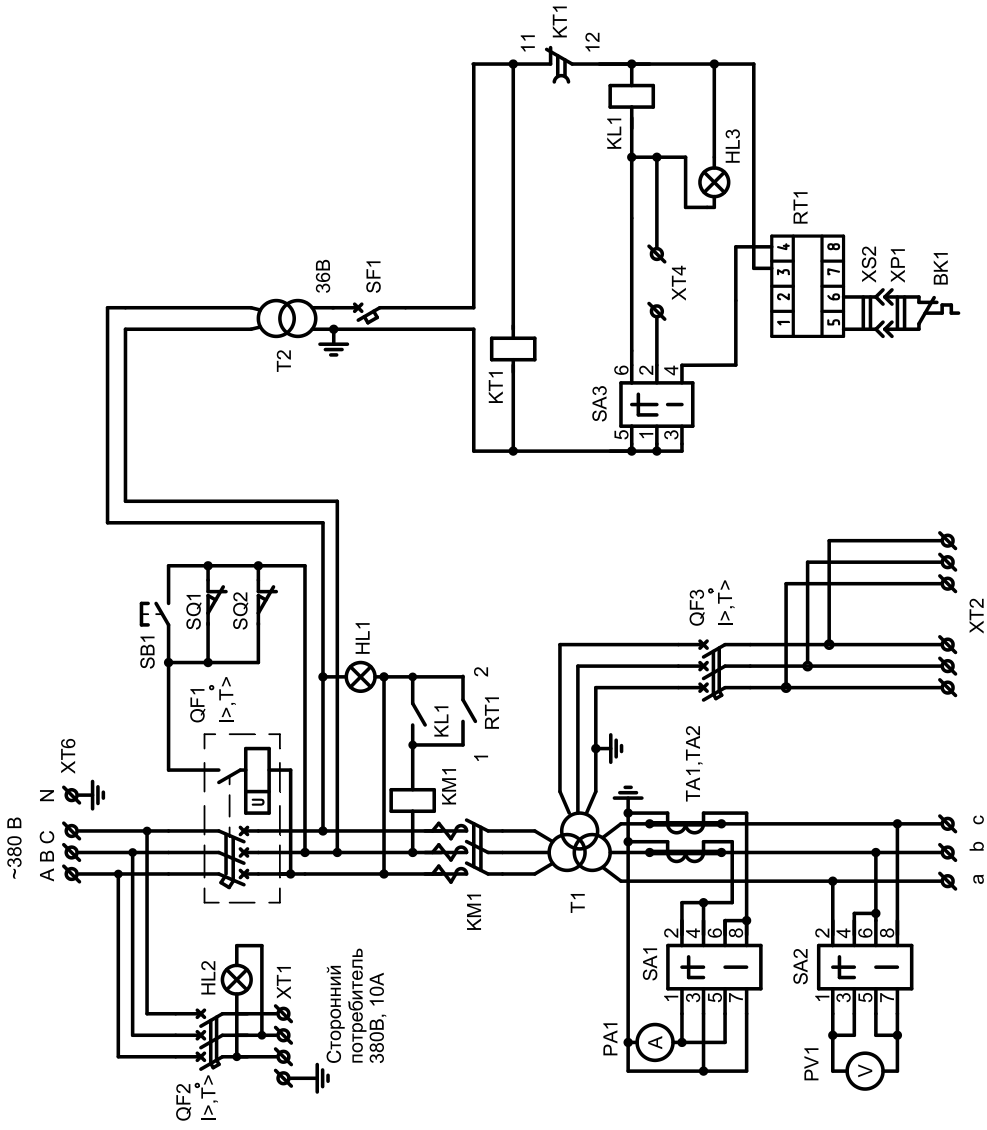 ~380 В
A B C
N
XT6
QF1
I>,T°>
U
SB1
SQ1
SQ2
HL1
KL1
RT1
1
2
KM1
KM1
QF2
I>,T°>
HL2
XT1
Сторонний
потребитель
380В, 10А
T2
36В
SF1
KT1
11
12
KT1
KL1
HL3
XT4
SA3
5 6
1 2
3 4
RT1
1 2 3 4
5 6 7 8
XS2
XP1
BK1
T1
QF3
I>,T°>
XT2
TA1,TA2
PA1
A
SA1
1 2
3 4
5 6
7 8
PV1
V
SA2
1 2
3 4
5 6
7 8
a
b
c